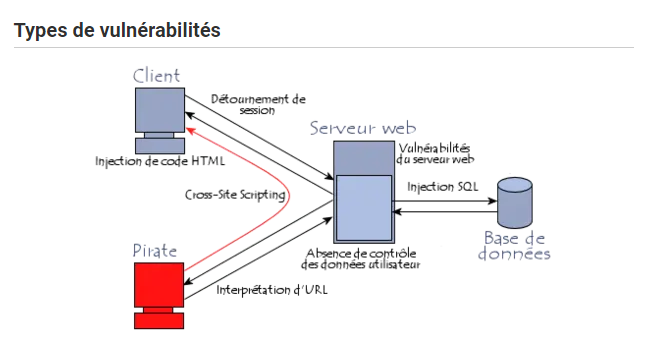 Types de vulnérabilités
Client
Détournement de
session
Serveur web
Injection de code HTML
Vulnérabilités
du serveur web
Injection SQL
Cross-Site Scripting
Base de
données
Pirate
Absence de contrôle
des données utilisateur
Interprétation d'URL